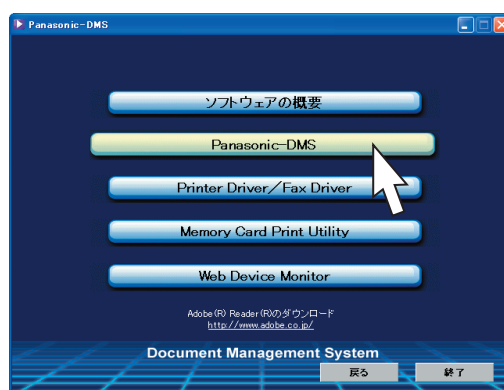 Panasonic-DMS
ソフトウェアの概要
Panasonic-DMS
Printer Driver／Fax Driver
Memory Card Print Utility
Web Device Monitor
Adobe(R) Reader(R)のダウンロード
http://www.adobe.co.jp/
Document Management System
戻る
終了